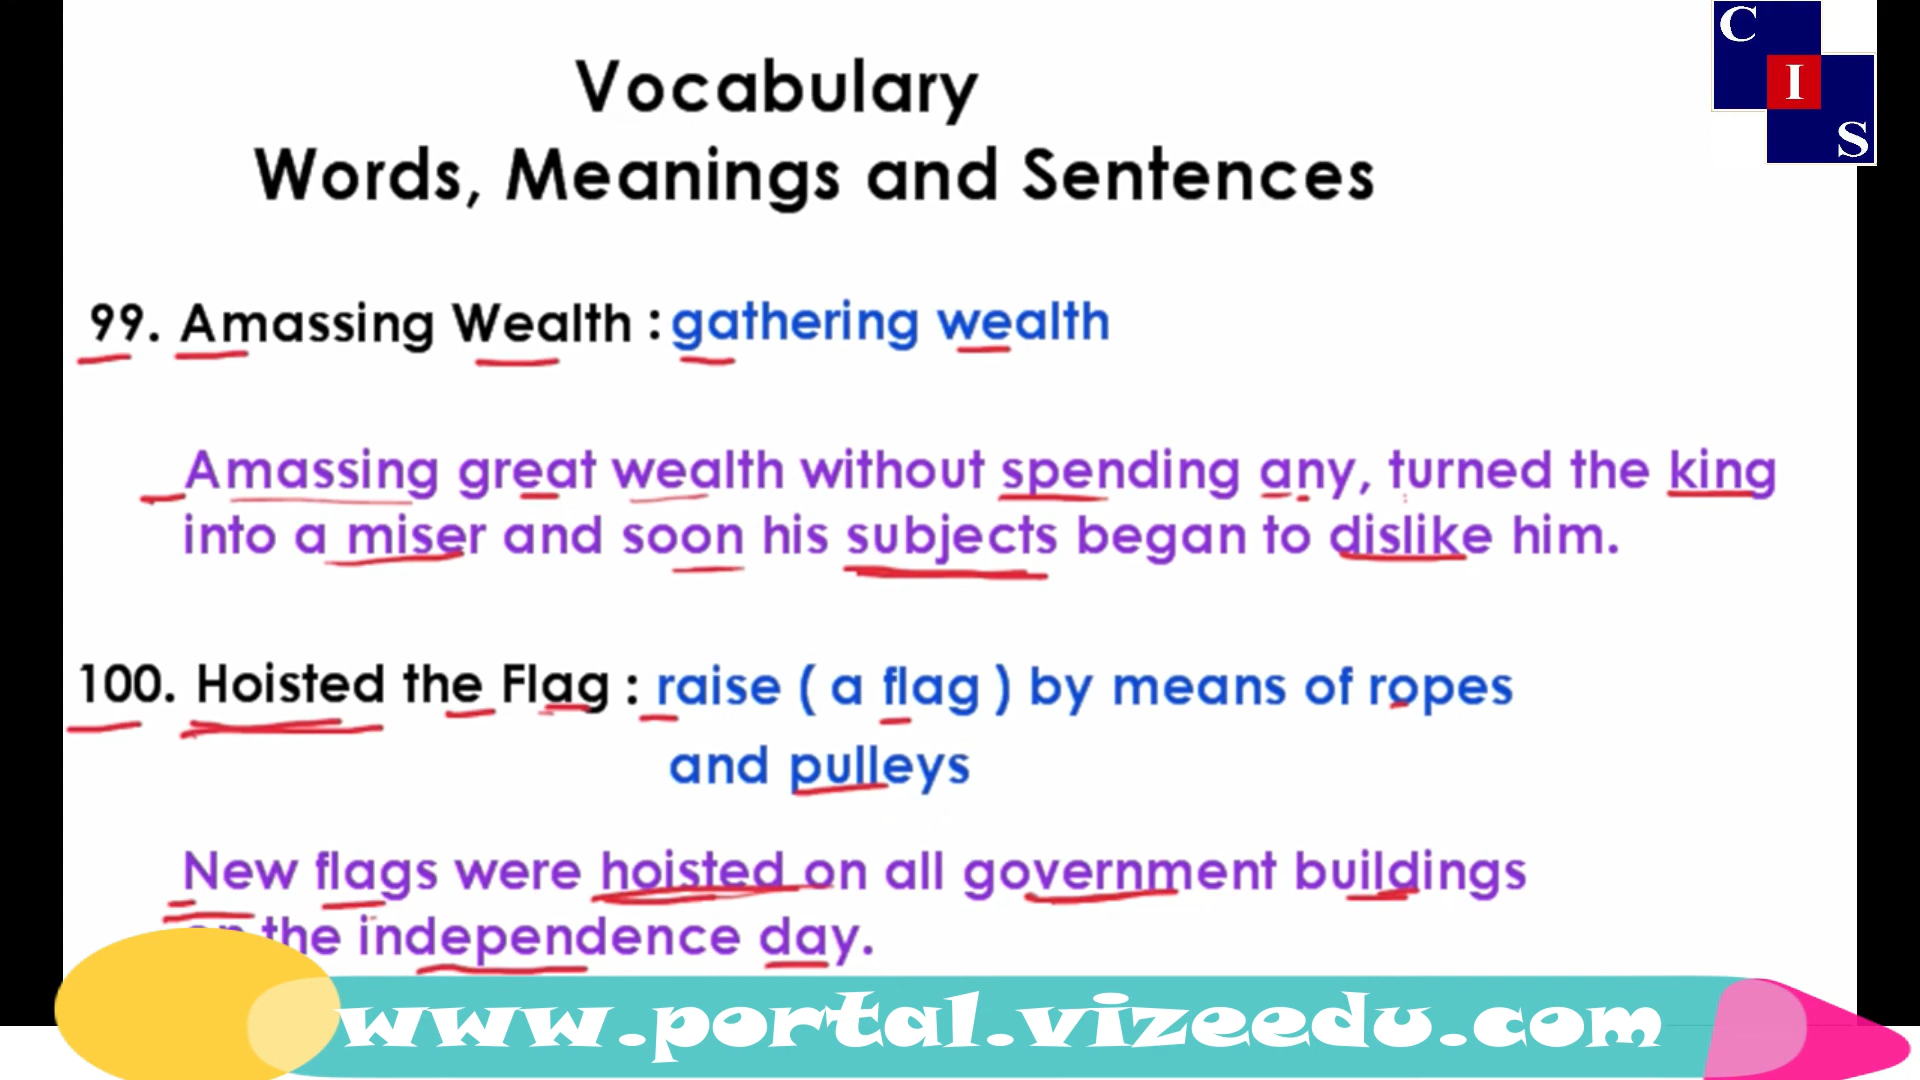 C
I
S
Vocabulary
Words, Meanings and Sentences
99. Amassing Wealth : gathering wealth
Amassing great wealth without spending any, turned the king
into a miser and soon his subjects began to dislike him.
100. Hoisted the Flag : raise ( a flag ) by means of ropes
and pulleys
New flags were hoisted on all government buildings
on the independence day.
www.portal.vizeedu.com